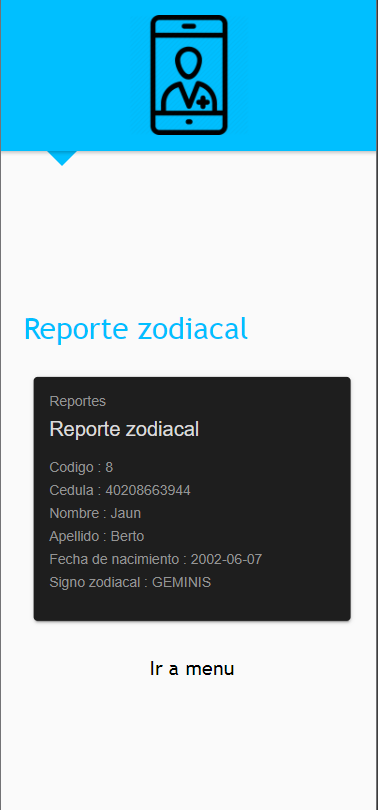 Reporte zodiacal
Reportes
Reporte zodiacal
Codigo : 8
Cedula : 40208663944
Nombre : Jaun
Apellido : Berto
Fecha de nacimiento : 2002-06-07
Signo zodiacal : GEMINIS
Ir a menu